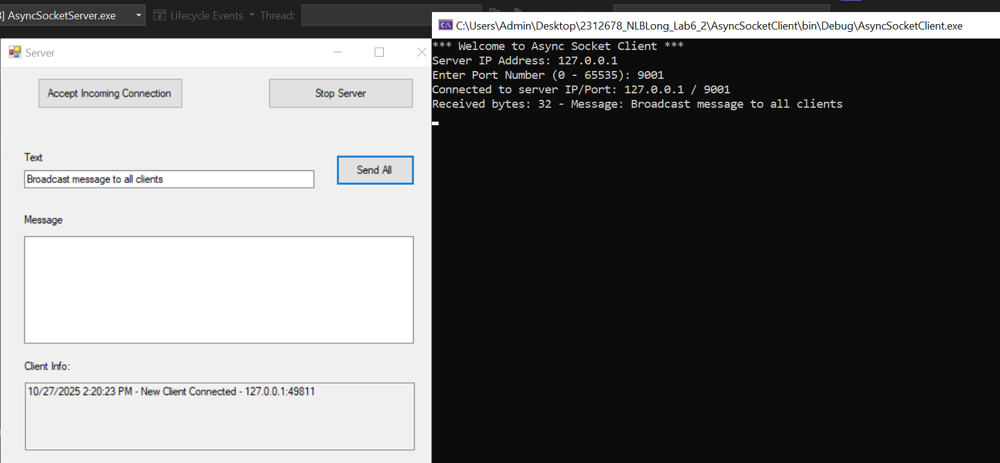 ] AsyncSocketServer.exe
Lifecycle Events
Thread:
Server
Accept Incoming Connection
Stop Server
Text
Broadcast message to all clients
Send All
Message
Client Info:
10/27/2025 2:20:23 PM - New Client Connected - 127.0.0.1:49811
C:\Users\Admin\Desktop\2312678_NLBLong_Lab6_2\AsyncSocketClient\bin\Debug\AsyncSocketClient.exe
*** Welcome to Async Socket Client ***
Server IP Address: 127.0.0.1
Enter Port Number (0 - 65535): 9001
Connected to server IP/Port: 127.0.0.1 / 9001
Received bytes: 32 - Message: Broadcast message to all clients